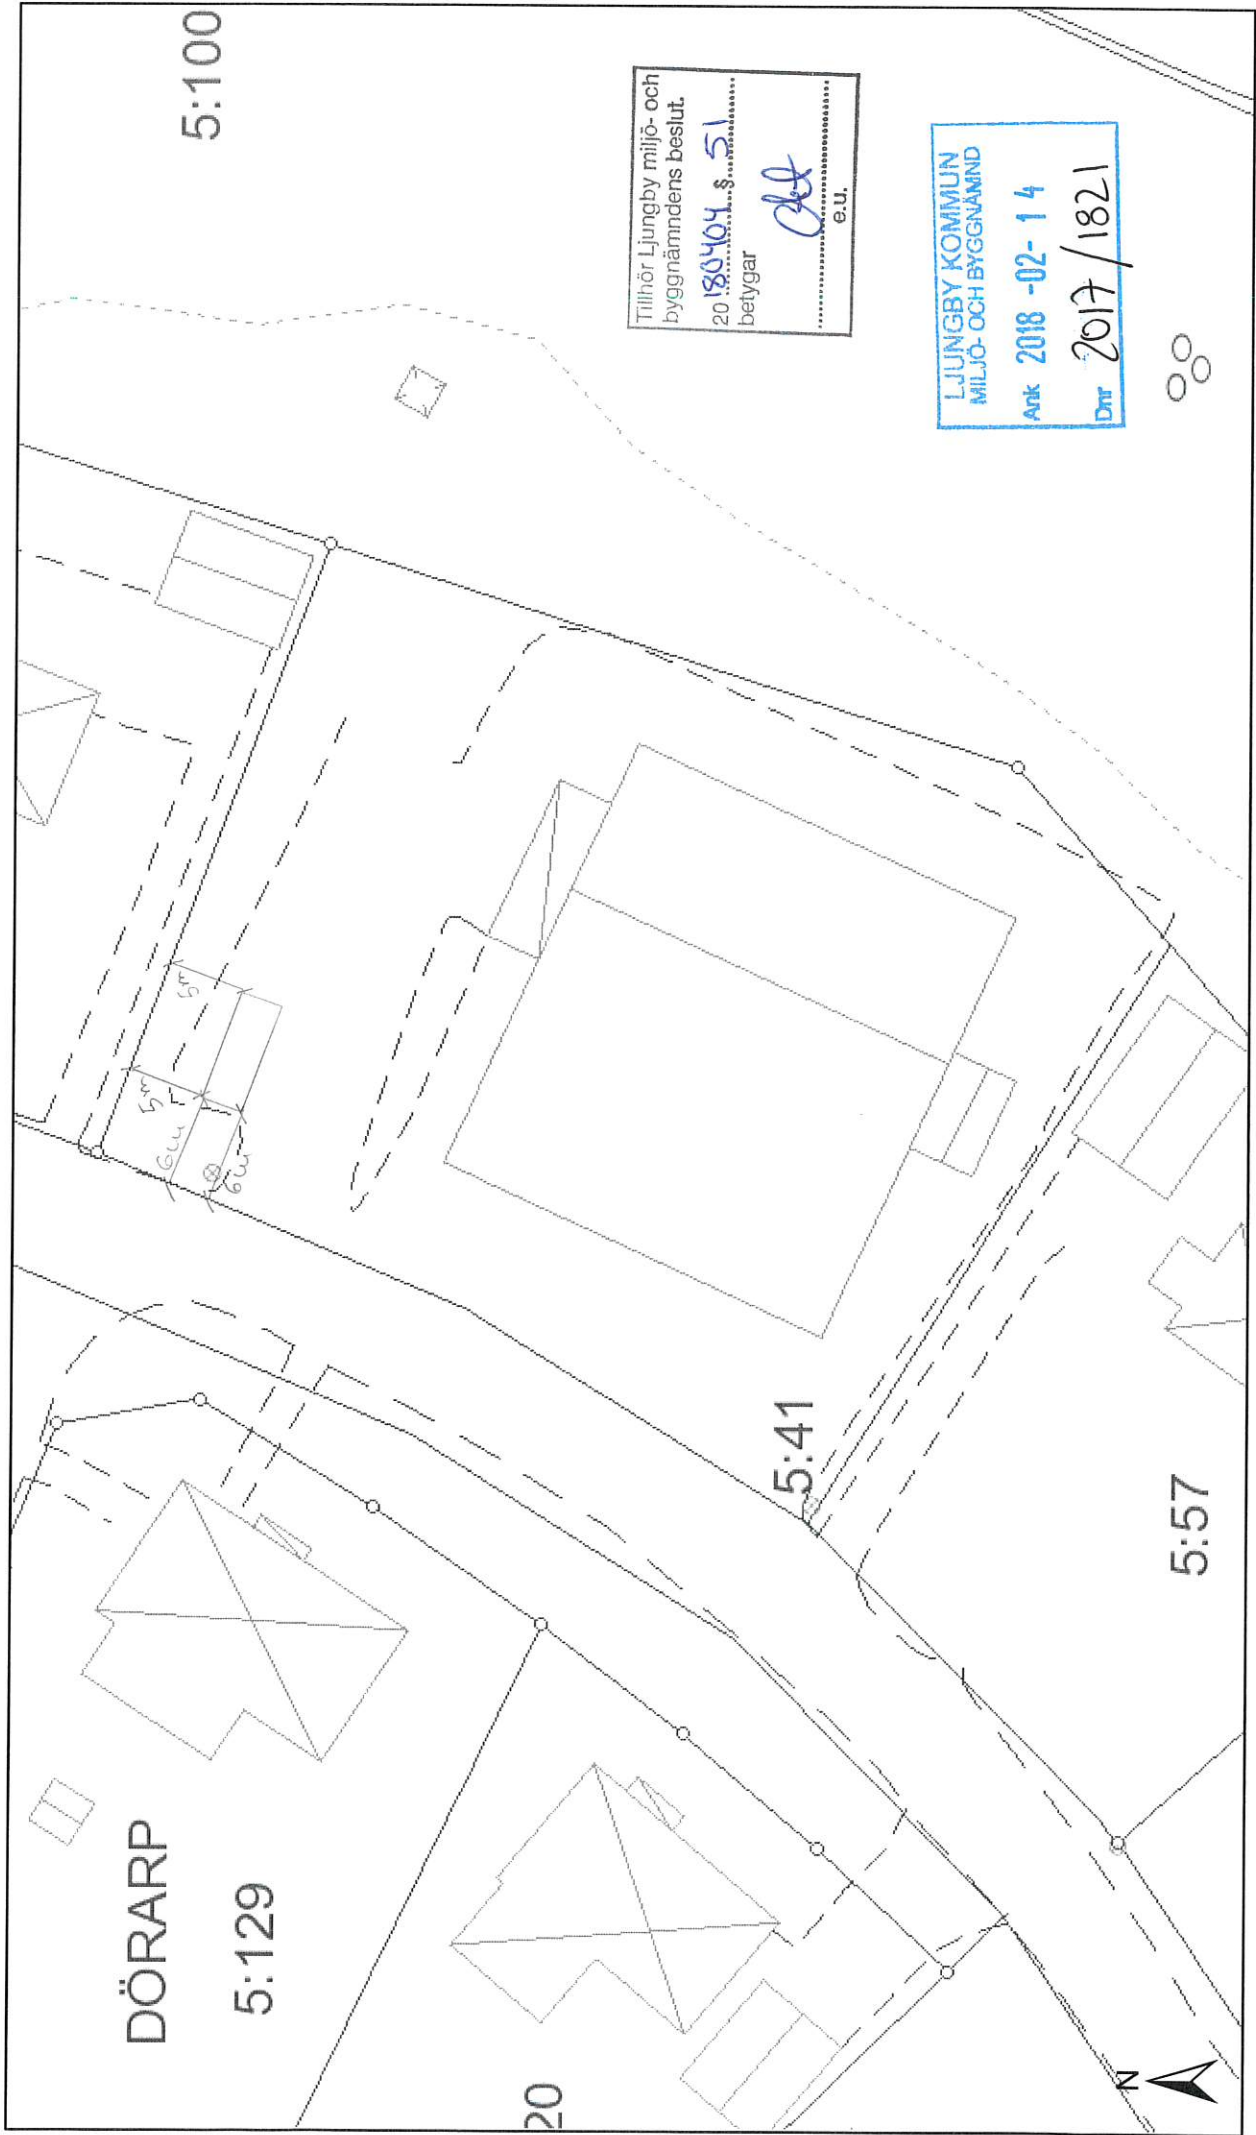 5:100
Tillhör Ljungby miljö- och
byggnämndens beslut.
20 180404 § 51
betygar
e.u.
LJUNGBY KOMMUN
MILJÖ- OCH BYGGNÄMND
Ank 2018 -02- 14
Dnr 2017/1821
5m
5m
6m
6m
5:41
5:57
DÖRARP
5:129
20
N